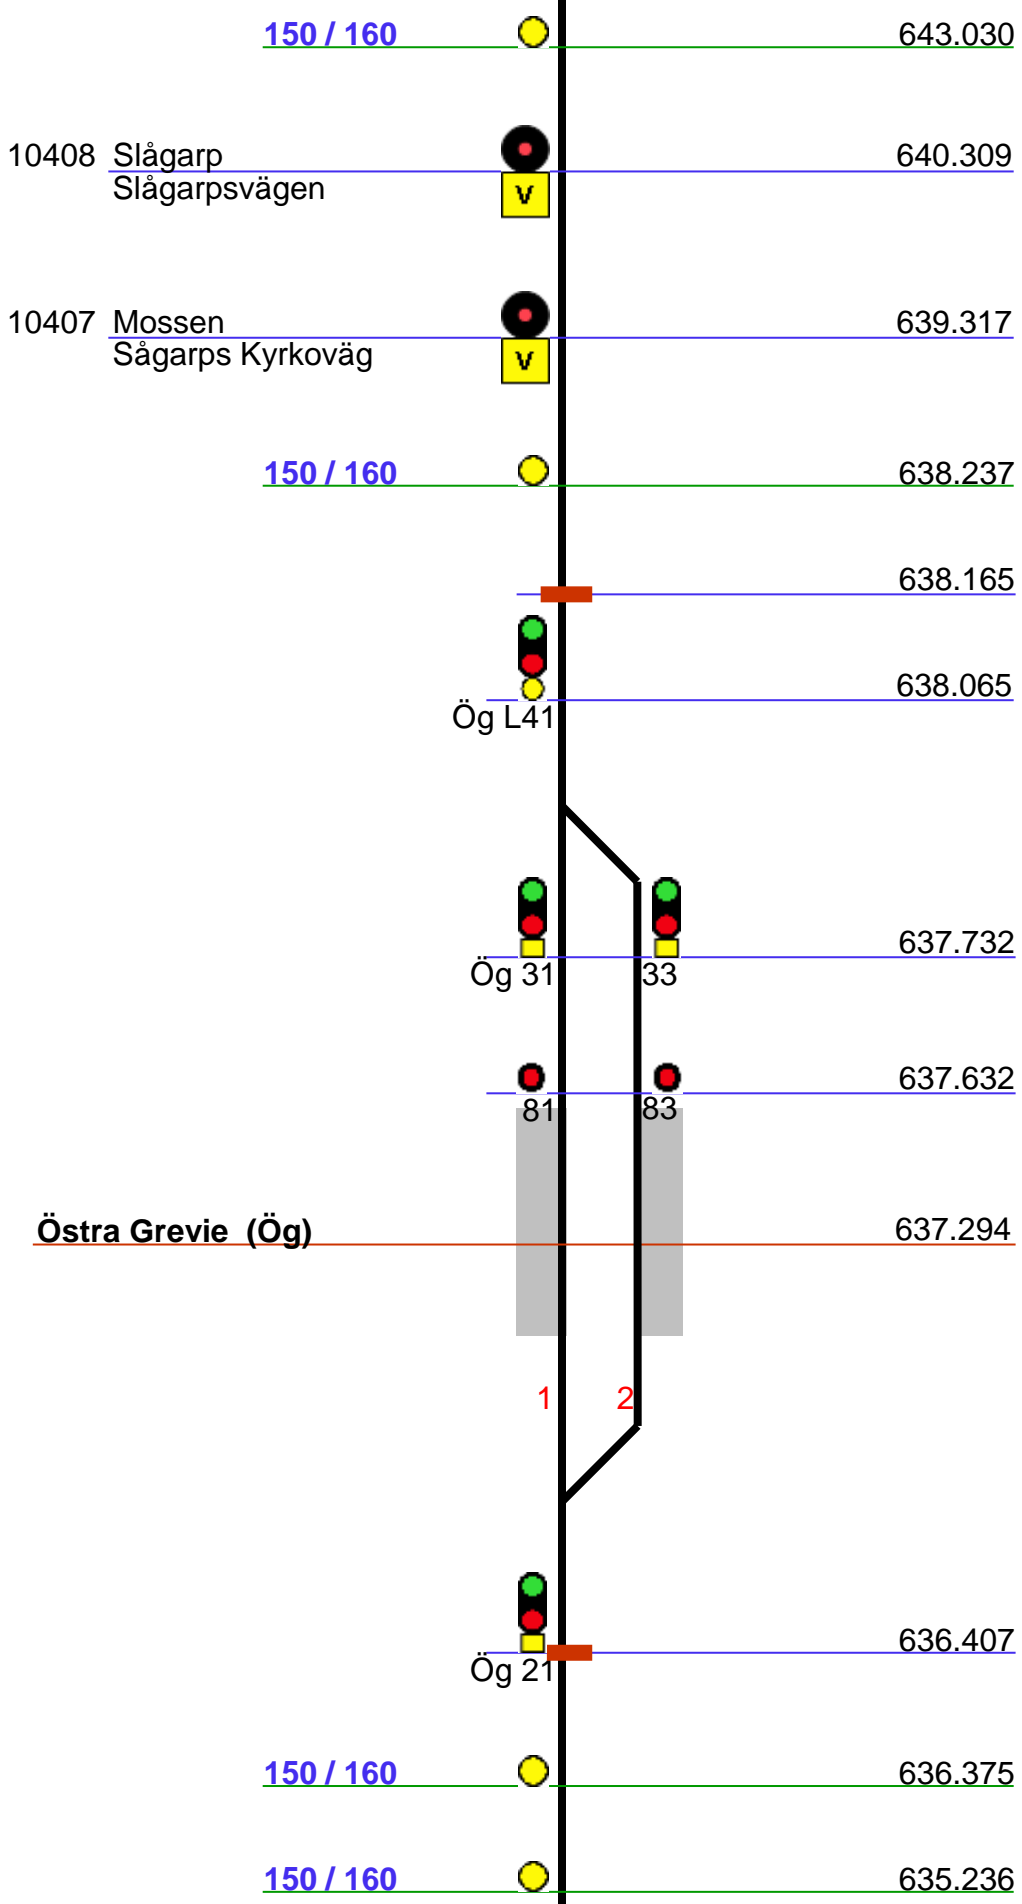 150 / 160 643.030
10408 Slågarp 640.309
Slågarpsvägen
V
10407 Mossen 639.317
Sågarps Kyrkoväg
V
150 / 160 638.237
638.165
638.065
Ög L41
637.732
Ög 31 33
637.632
81 83
Östra Grevie (Ög) 637.294
1 2
636.407
Ög 21
150 / 160 636.375
150 / 160 635.236